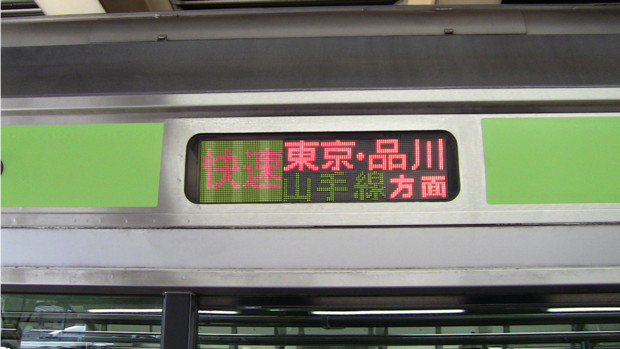 快速
東京・品川
山手線 方面